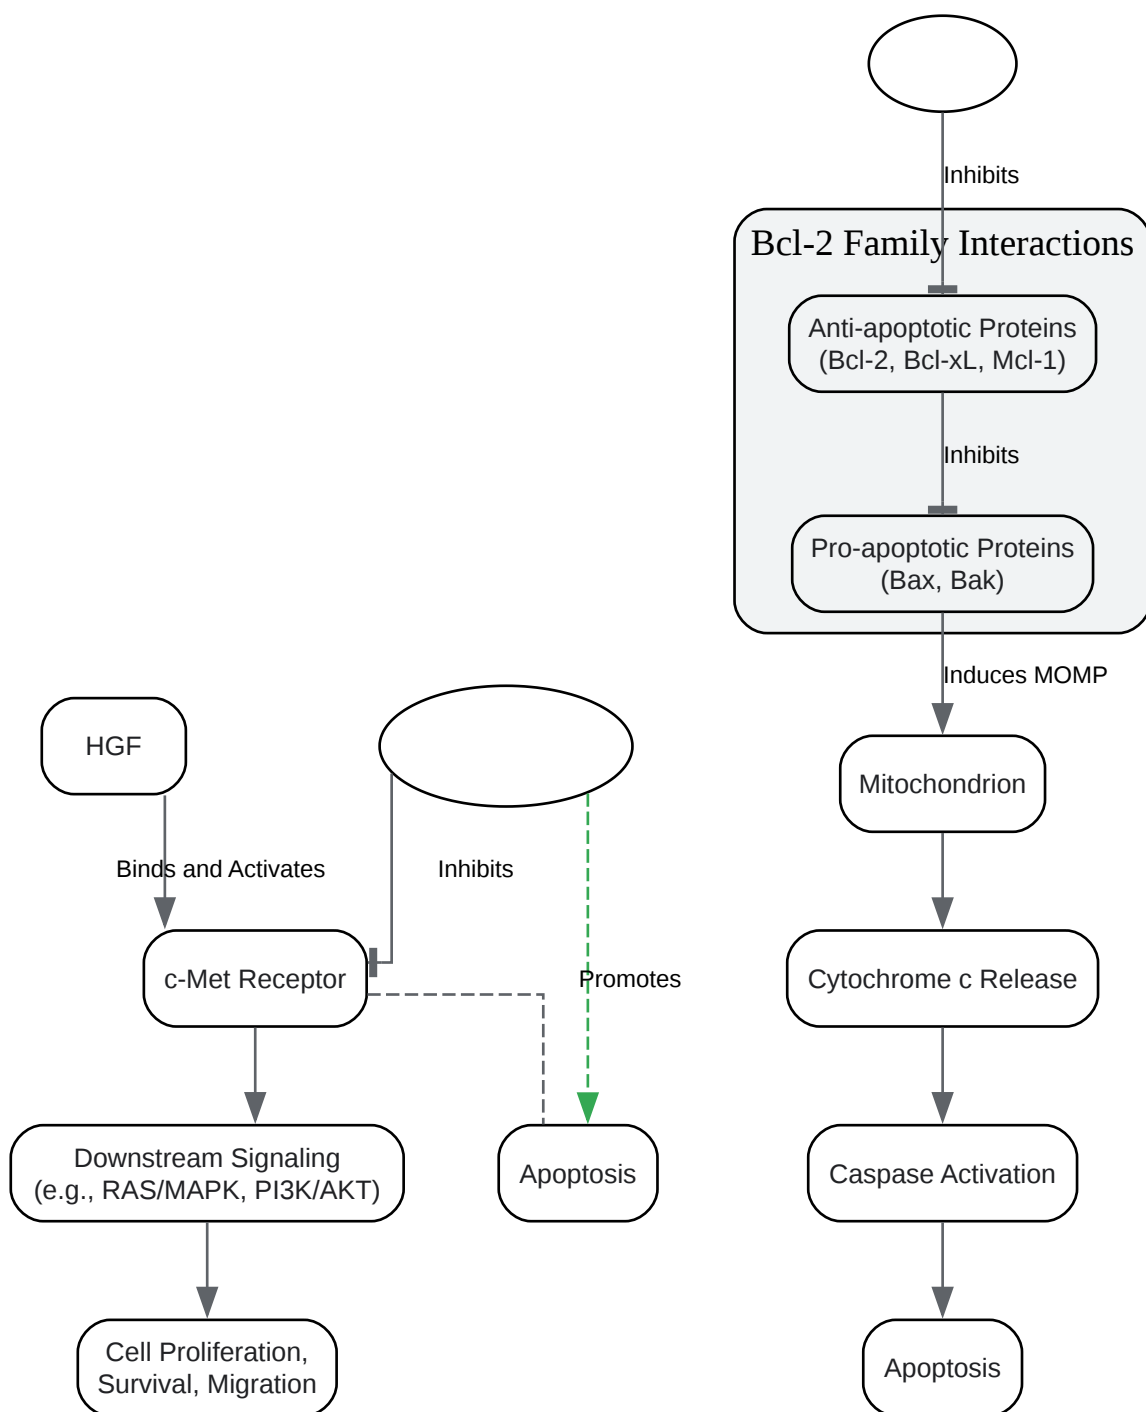 Inhibits
Bcl-2 Family Interactions
Anti-apoptotic Proteins
(Bcl-2, Bcl-xL, Mcl-1)
Inhibits
Pro-apoptotic Proteins
(Bax, Bak)
Induces MOMP
HGF
Mitochondrion
Binds and Activates
Inhibits
c-Met Receptor
Promotes
Cytochrome c Release
Downstream Signaling
(e.g., RAS/MAPK, PI3K/AKT)
Apoptosis
Caspase Activation
Cell Proliferation,
Survival, Migration
Apoptosis